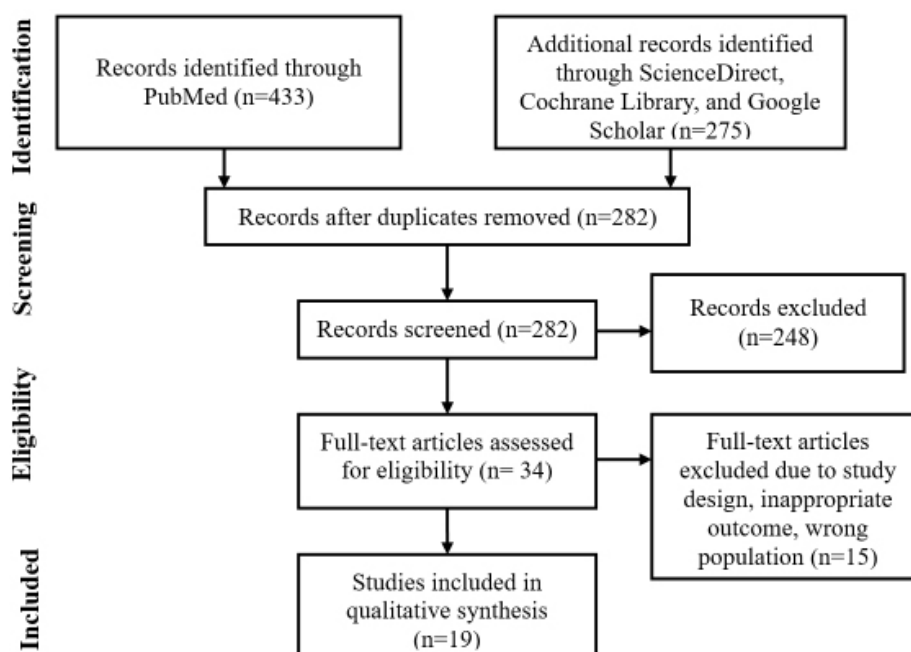 Identification
Records identified through
PubMed (n=433)
Additional records identified
through ScienceDirect,
Cochrane Library, and Google
Scholar (n=275)
Screening
Records after duplicates removed (n=282)
Records screened (n=282)
Records excluded
(n=248)
Eligibility
Full-text articles assessed
for eligibility (n= 34)
Full-text articles
excluded due to study
design, inappropriate
outcome, wrong
population (n=15)
Included
Studies included in
qualitative synthesis
(n=19)